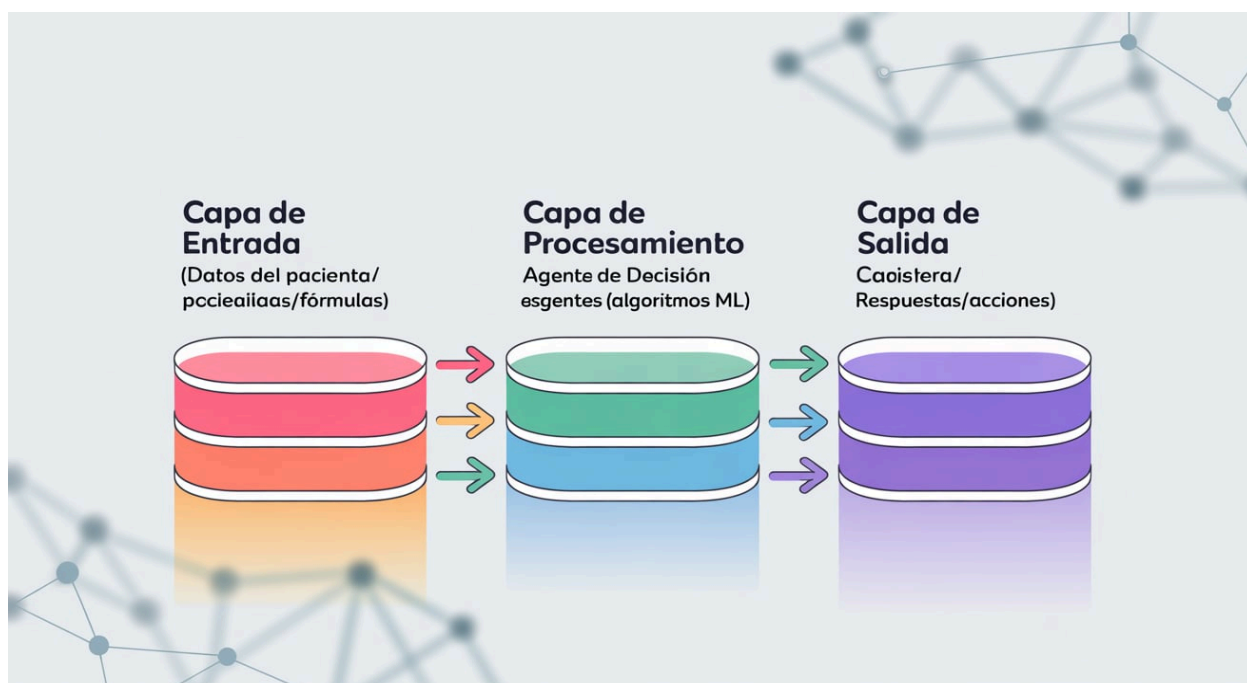 Capa de
Entrada
(Datos del pacienta/
pccieaiiaas/fórmulas)
Capa de
Procesamiento
Agente de Decisión
esgentes (algoritmos ML)
Capa de
Salida
Caoistera/
Respuestas/acciones)